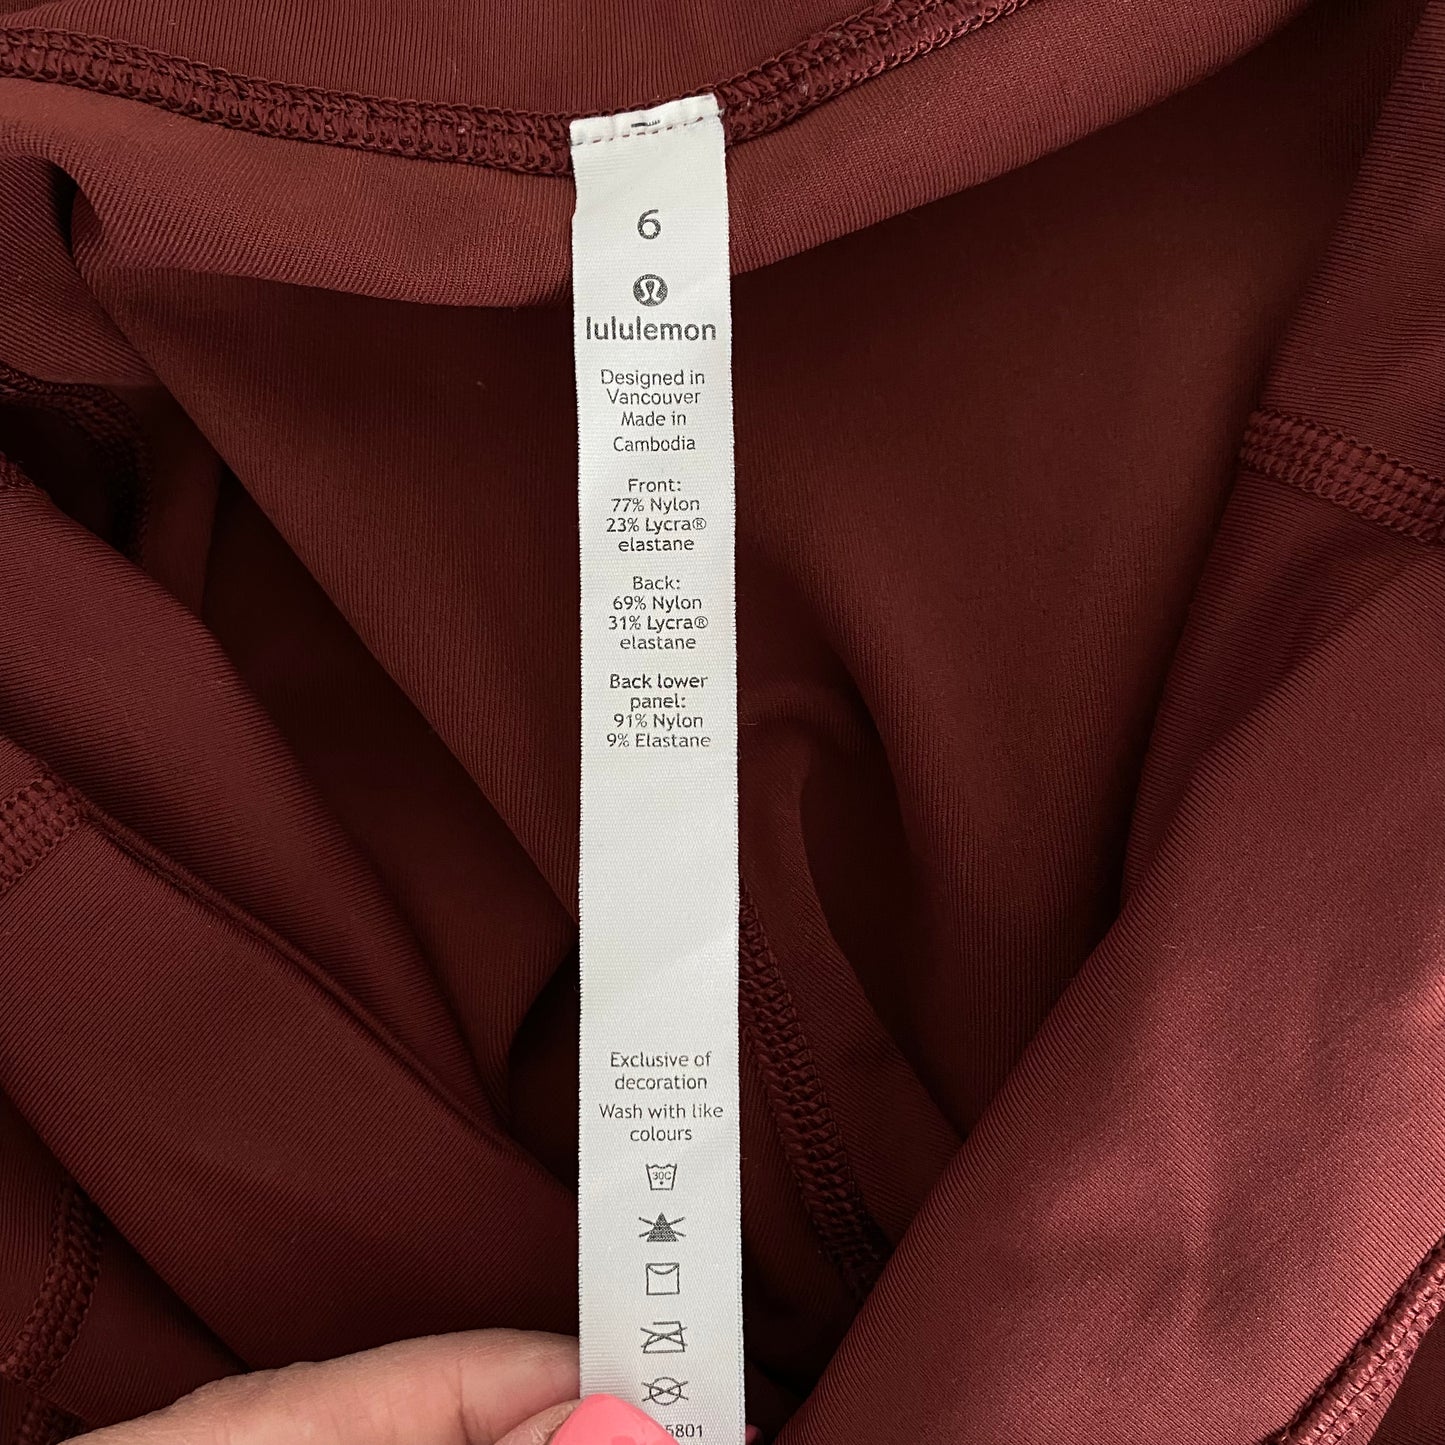 6
lululemon
Designed in
Vancouver
Made in
Cambodia
Front:
77% Nylon
23% Lycra®
elastane
Back:
69% Nylon
31% Lycra®
elastane
Back lower
panel:
91% Nylon
9% Elastane
Exclusive of
decoration
Wash with like
colours
30C